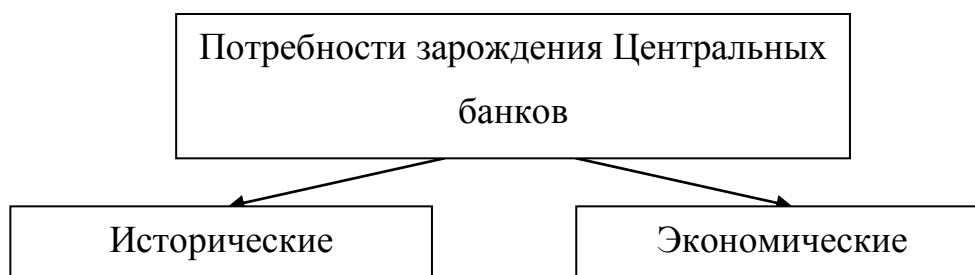 Потребности зарождения Центральных
банков
Исторические
Экономические